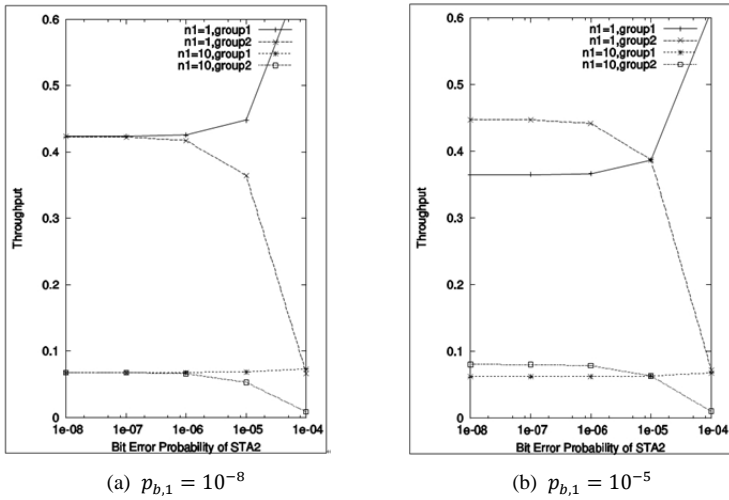 0.6
0.5
0.4
0.3
0.2
0.1
0
Throughput
n1=1,group1
n1=1,group2
n1=10,group1
n1=10,group2
1e-08 1e-07 1e-06 1e-05 1e-04
Bit Error Probability of STA2
(a) p_{b,1} = 10^{-8}
0.6
0.5
0.4
0.3
0.2
0.1
0
Throughput
n1=1,group1
n1=1,group2
n1=10,group1
n1=10,group2
1e-08 1e-07 1e-06 1e-05 1e-04
Bit Error Probability of STA2
(b) p_{b,1} = 10^{-5}